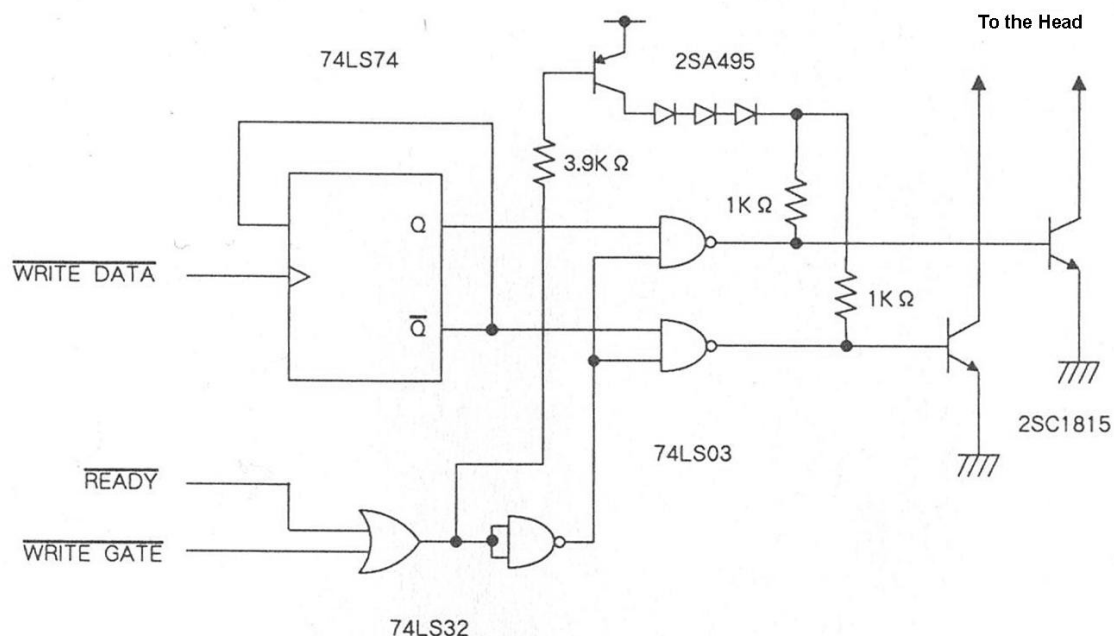 To the Head
74LS74
2SA495
3.9K Ω
1K Ω
Q
WRITE DATA
1K Ω
Q
2SC1815
74LS03
READY
WRITE GATE
74LS32